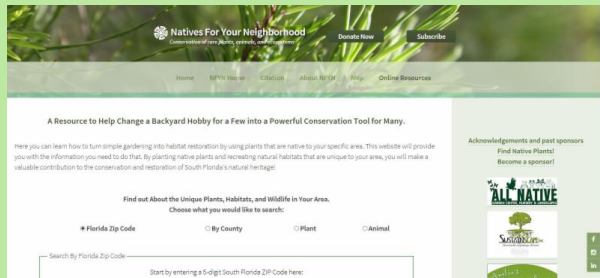 Natives For Your Neighborhood
Conservation of rare plants, animals, and ecosystems
Donate Now
Subscribe
Home
NFYN Home
Citation
About NFYN
Help
Online Resources
A Resource to Help Change a Backyard Hobby for a Few into a Powerful Conservation Tool for Many.
Here you can learn how to turn simple gardening into habitat restoration by using plants that are native to your specific area. This website will provide
you with the information you need to do that. By planting native plants and recreating natural habitats that are unique to your area, you will make a
valuable contribution to the conservation and restoration of South Florida's natural heritage!
Find out About the Unique Plants, Habitats, and Wildlife in Your Area.
Choose what you would like to search:
Florida Zip Code
By County
Plant
Animal
Search By Florida Zip Code
Start by entering a 5-digit South Florida ZIP Code here:
Acknowledgements and past sponsors
Find Native Plants!
Become a sponsor!
ALL NATIVE
f
in